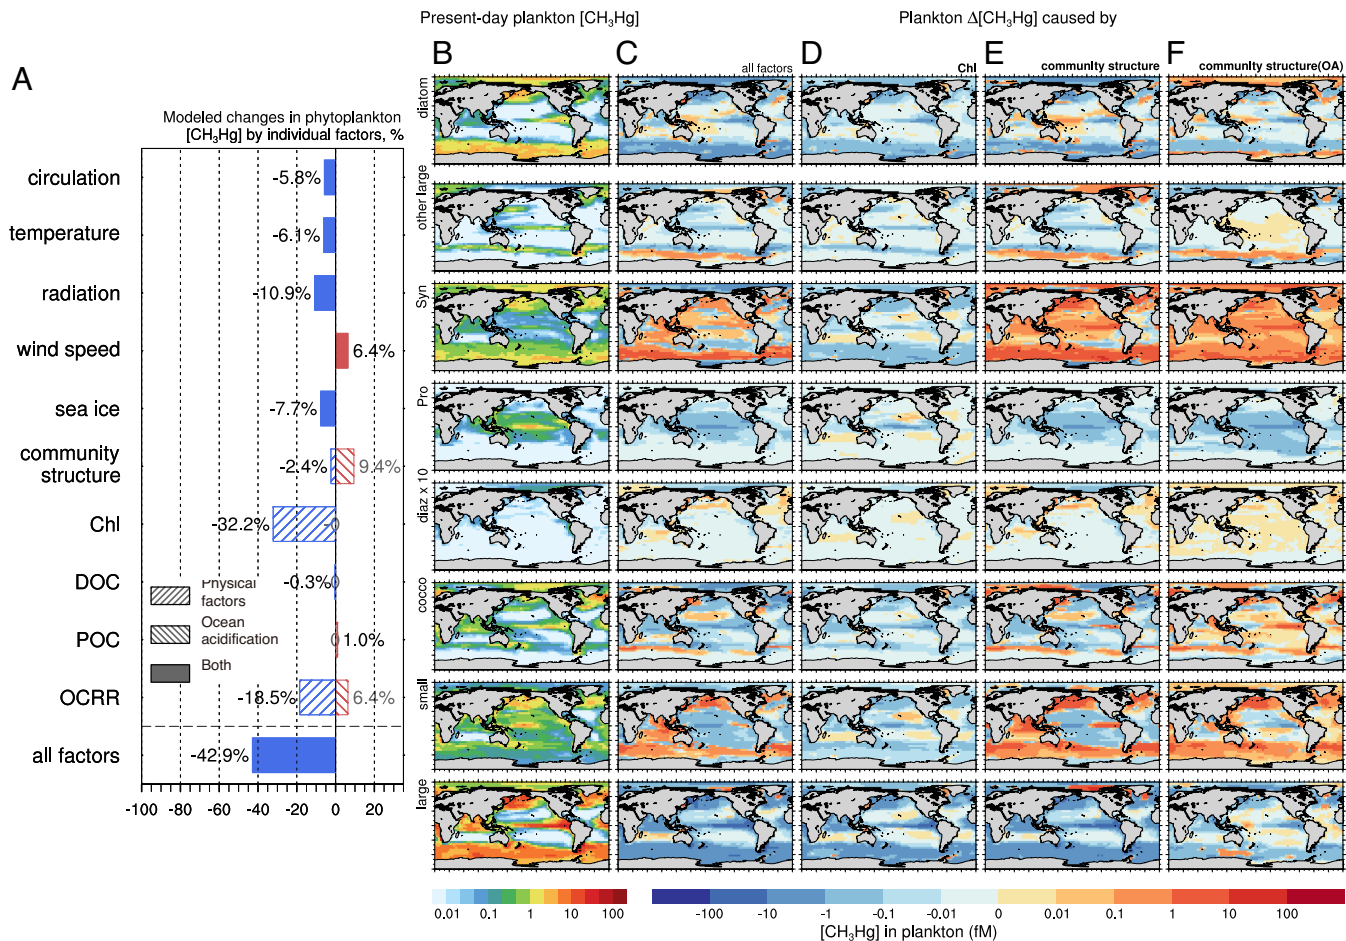 Present-day plankton [CH₃Hg]
Plankton Δ[CH₃Hg] caused by
A
B
C
D
E
F
all factors
Chl
community structure
community structure(OA)
Modeled changes in phytoplankton
[CH₃Hg] by individual factors, %
circulation
-5.8%
temperature
-6.1%
radiation
-10.9%
wind speed
6.4%
sea ice
-7.7%
community
structure
-2.4%
9.4%
Chl
-32.2%
-0
DOC
-0.3%
0
POC
0
1.0%
OCRR
-18.5%
6.4%
all factors
-42.9%
Physical
factors
Ocean
acidification
Both
-100 -80 -60 -40 -20 0 20
diatom
other large
Syn
Pro
diaz x 10
cocco
small
large
0.01 0.1 1 10 100
-100 -10 -1 -0.1 -0.01 0 0.01 0.1 1 10 100
[CH₃Hg] in plankton (fM)